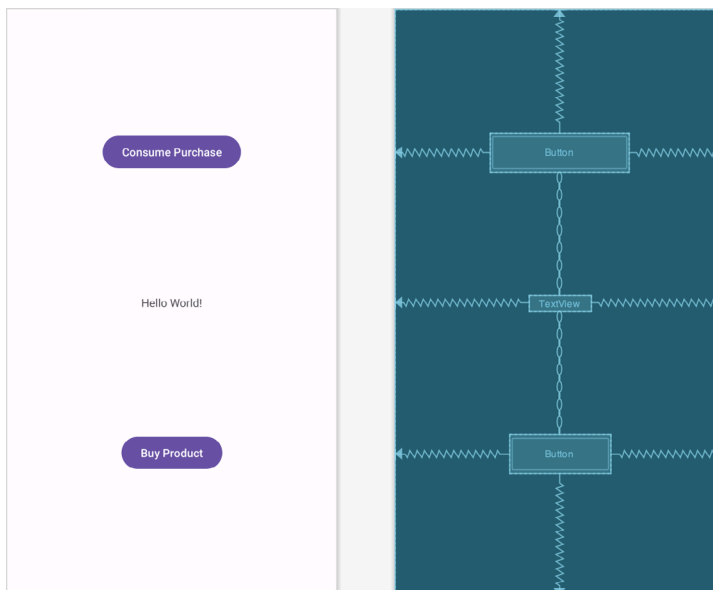 Consume Purchase
Button
Hello World!
TextView
Buy Product
Button